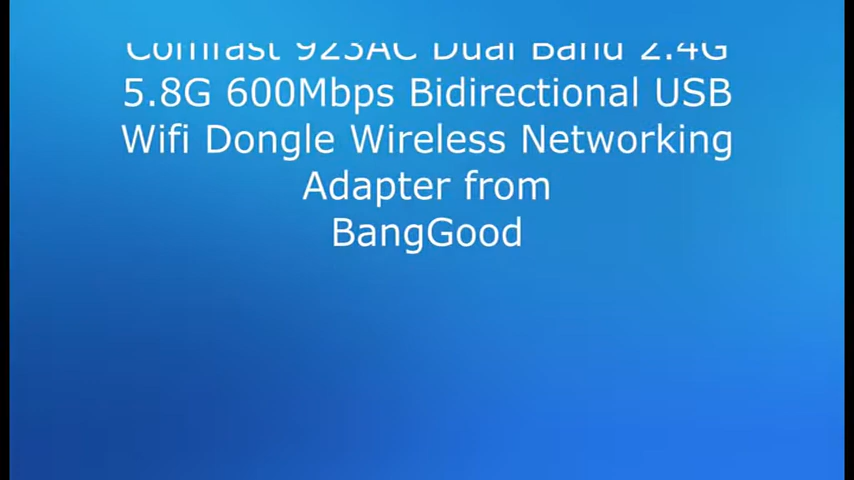 Comfast 923AC Dual Band 2.4G
5.8G 600Mbps Bidirectional USB
Wifi Dongle Wireless Networking
Adapter from
BangGood